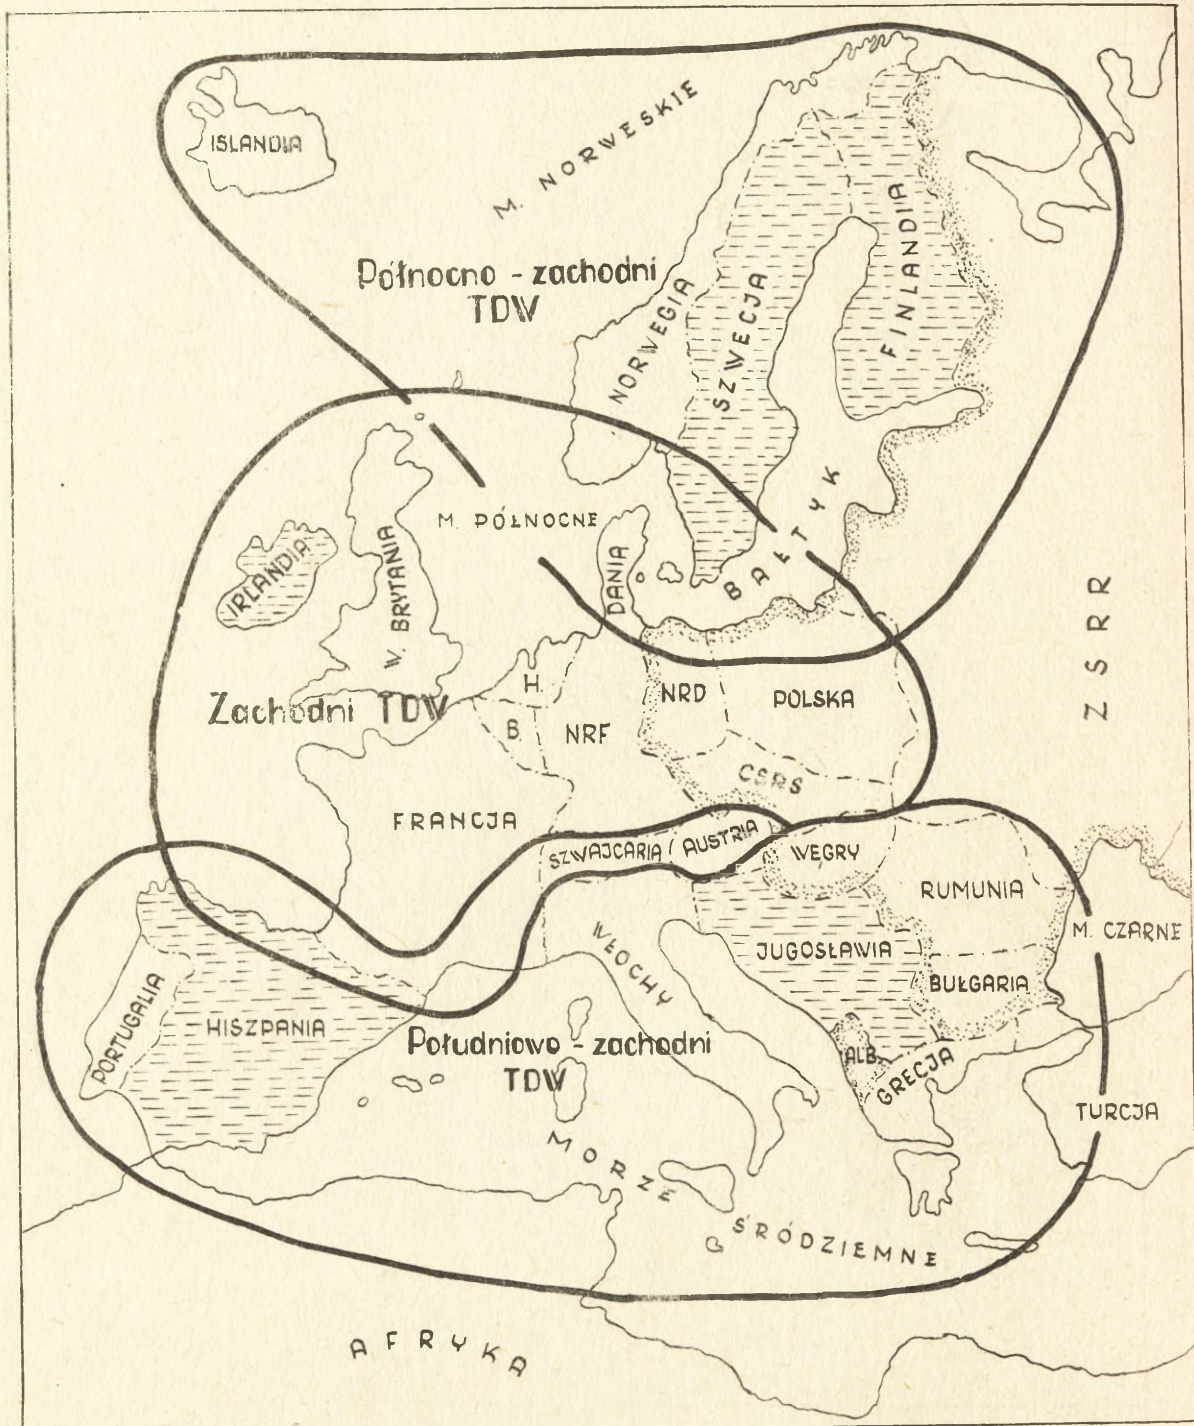 ISLANDIA
M. NORWESKIE
Północno - zachodni
TDW
NORWEGIA
SZWECJA
FINLANDIA
M. PÓŁNOCNE
BAŁTYK
DANIA
IRLANDIA
W. BRYTANIA
ZSRR
Zachodni TDW
H.
B.
NRF
NRD
POLSKA
CSRS
FRANCJA
SZWAJCARIA
AUSTRIA
WĘGRY
RUMUNIA
M. CZARNE
WŁOCHY
JUGOSŁAWIA
BUŁGARIA
PORTUGALIA
HISZPANIA
Południowo - zachodni
TDW
ALB.
GRECJA
TURCJA
MORZE
ŚRÓDZIEMNE
AFRYKA